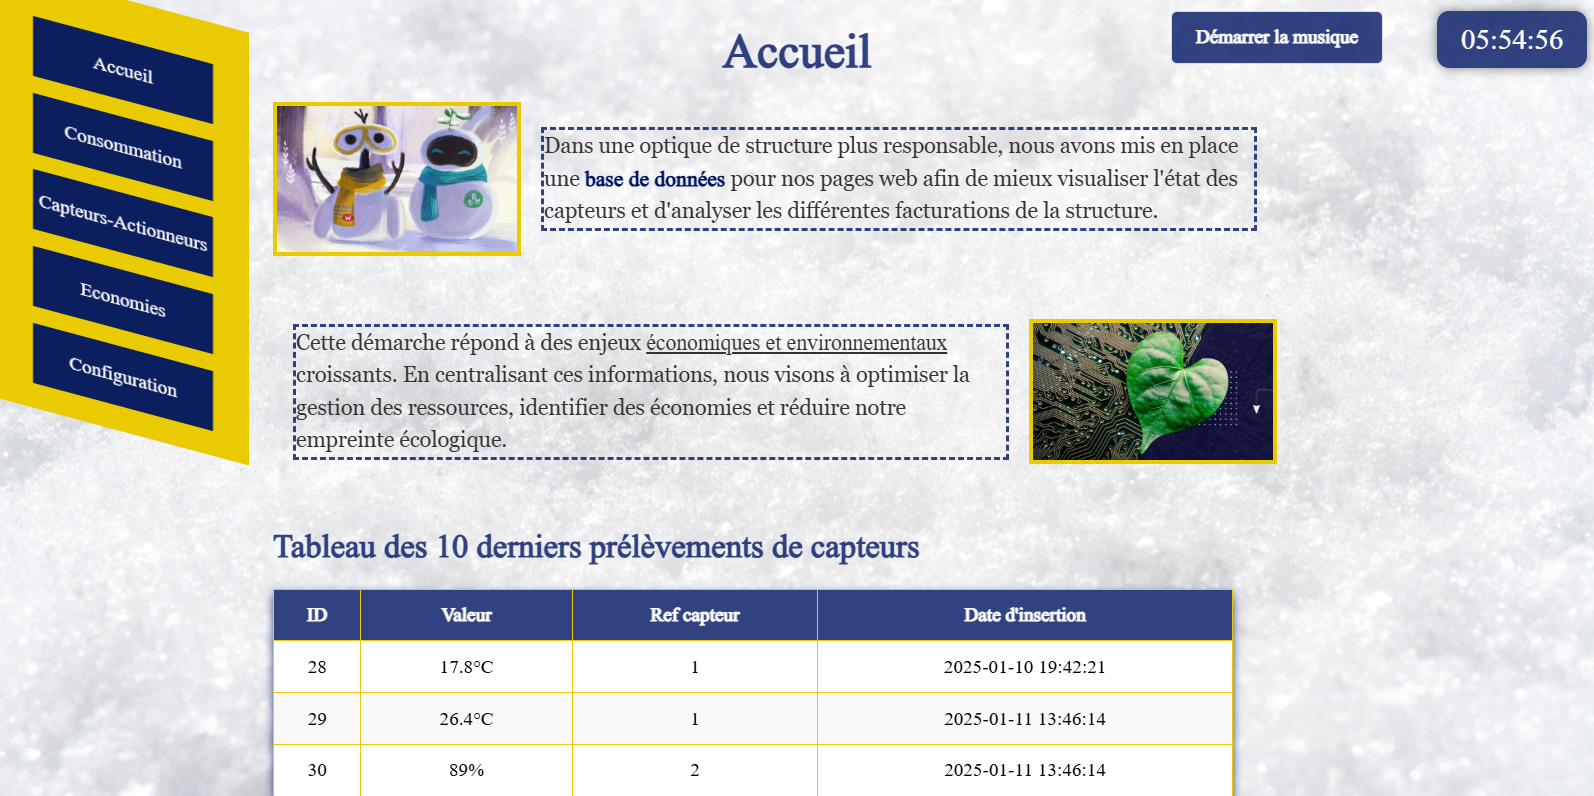 Accueil
Consommation
Capteurs-Actionneurs
Economies
Configuration
Accueil
Démarrer la musique
05:54:56
Dans une optique de structure plus responsable, nous avons mis en place
une base de données pour nos pages web afin de mieux visualiser l'état des
capteurs et d'analyser les différentes facturations de la structure.
Cette démarche répond à des enjeux économiques et environnementaux
croissants. En centralisant ces informations, nous visons à optimiser la
gestion des ressources, identifier des économies et réduire notre
empreinte écologique.
Tableau des 10 derniers prélèvements de capteurs
ID Valeur Ref capteur Date d'insertion
28 17.8°C 1 2025-01-10 19:42:21
29 26.4°C 1 2025-01-11 13:46:14
30 89% 2 2025-01-11 13:46:14